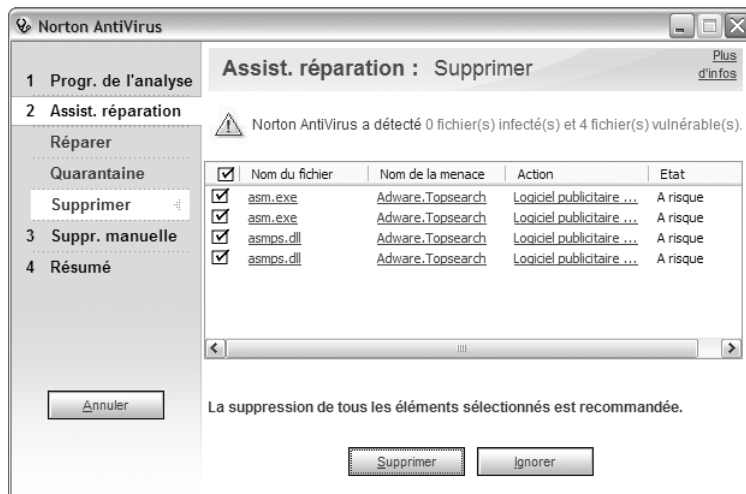 Norton AntiVirus
1 Progr. de l'analyse
2 Assist. réparation
Réparer
Quarantaine
Supprimer
3 Suppr. manuelle
4 Résumé
Annuler
Assist. réparation : Supprimer
Plus
d'infos
Norton AntiVirus a détecté 0 fichier(s) infecté(s) et 4 fichier(s) vulnérable(s).
Nom du fichier Nom de la menace Action Etat
asm.exe Adware.Topsearch Logiciel publicitaire ... A risque
asm.exe Adware.Topsearch Logiciel publicitaire ... A risque
asmps.dll Adware.Topsearch Logiciel publicitaire ... A risque
asmps.dll Adware.Topsearch Logiciel publicitaire ... A risque
La suppression de tous les éléments sélectionnés est recommandée.
Supprimer Ignorer